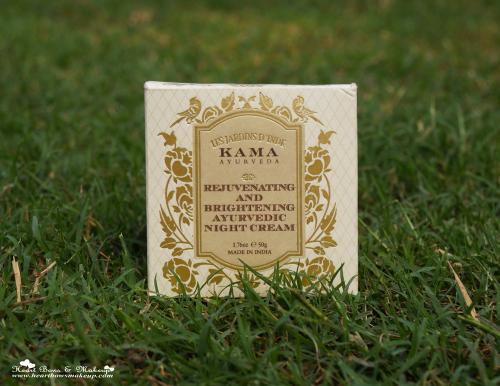 LES JARDINS D'INDE
KAMA
AYURVEDA
REJUVENATING
AND
BRIGHTENING
AYURVEDIC
NIGHT CREAM
1.76oz ℮ 50g
MADE IN INDIA
Heart Bows & Makeup
www.heartbowsmakeup.com